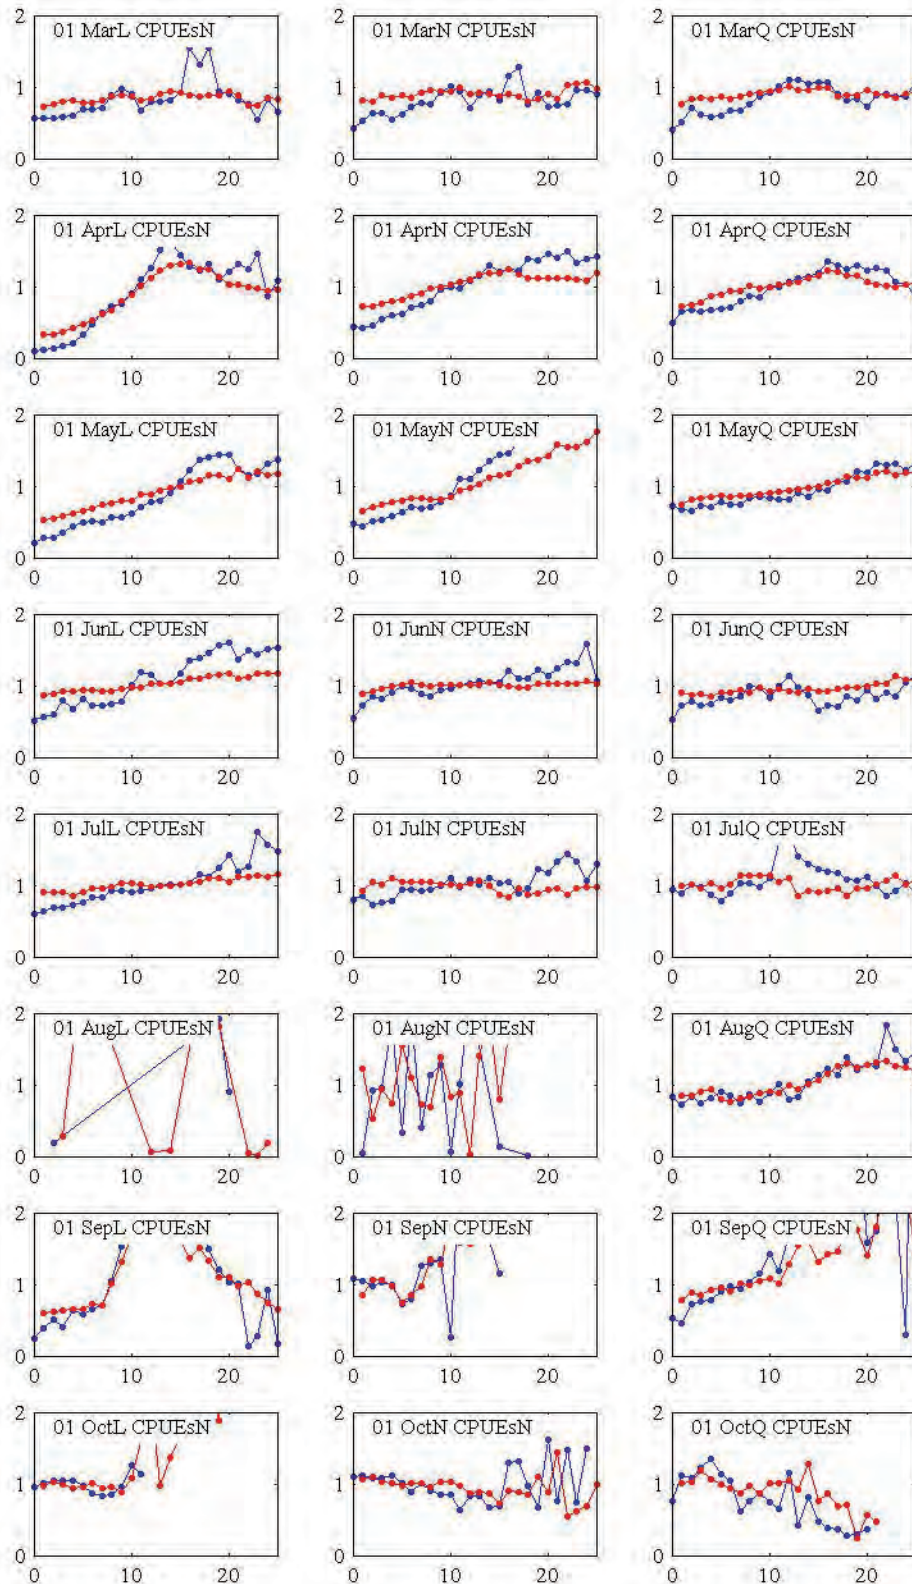 2
01 MarL CPUEsN
1
0
0 10 20
2
01 MarN CPUEsN
1
0
0 10 20
2
01 MarQ CPUEsN
1
0
0 10 20
2
01 AprL CPUEsN
1
0
0 10 20
2
01 AprN CPUEsN
1
0
0 10 20
2
01 AprQ CPUEsN
1
0
0 10 20
2
01 MayL CPUEsN
1
0
0 10 20
2
01 MayN CPUEsN
1
0
0 10 20
2
01 MayQ CPUEsN
1
0
0 10 20
2
01 JunL CPUEsN
1
0
0 10 20
2
01 JunN CPUEsN
1
0
0 10 20
2
01 JunQ CPUEsN
1
0
0 10 20
2
01 JulL CPUEsN
1
0
0 10 20
2
01 JulN CPUEsN
1
0
0 10 20
2
01 JulQ CPUEsN
1
0
0 10 20
2
01 AugL CPUEsN
1
0
0 10 20
2
01 AugN CPUEsN
1
0
0 10 20
2
01 AugQ CPUEsN
1
0
0 10 20
2
01 SepL CPUEsN
1
0
0 10 20
2
01 SepN CPUEsN
1
0
0 10 20
2
01 SepQ CPUEsN
1
0
0 10 20
2
01 OctL CPUEsN
1
0
0 10 20
2
01 OctN CPUEsN
1
0
0 10 20
2
01 OctQ CPUEsN
1
0
0 10 20